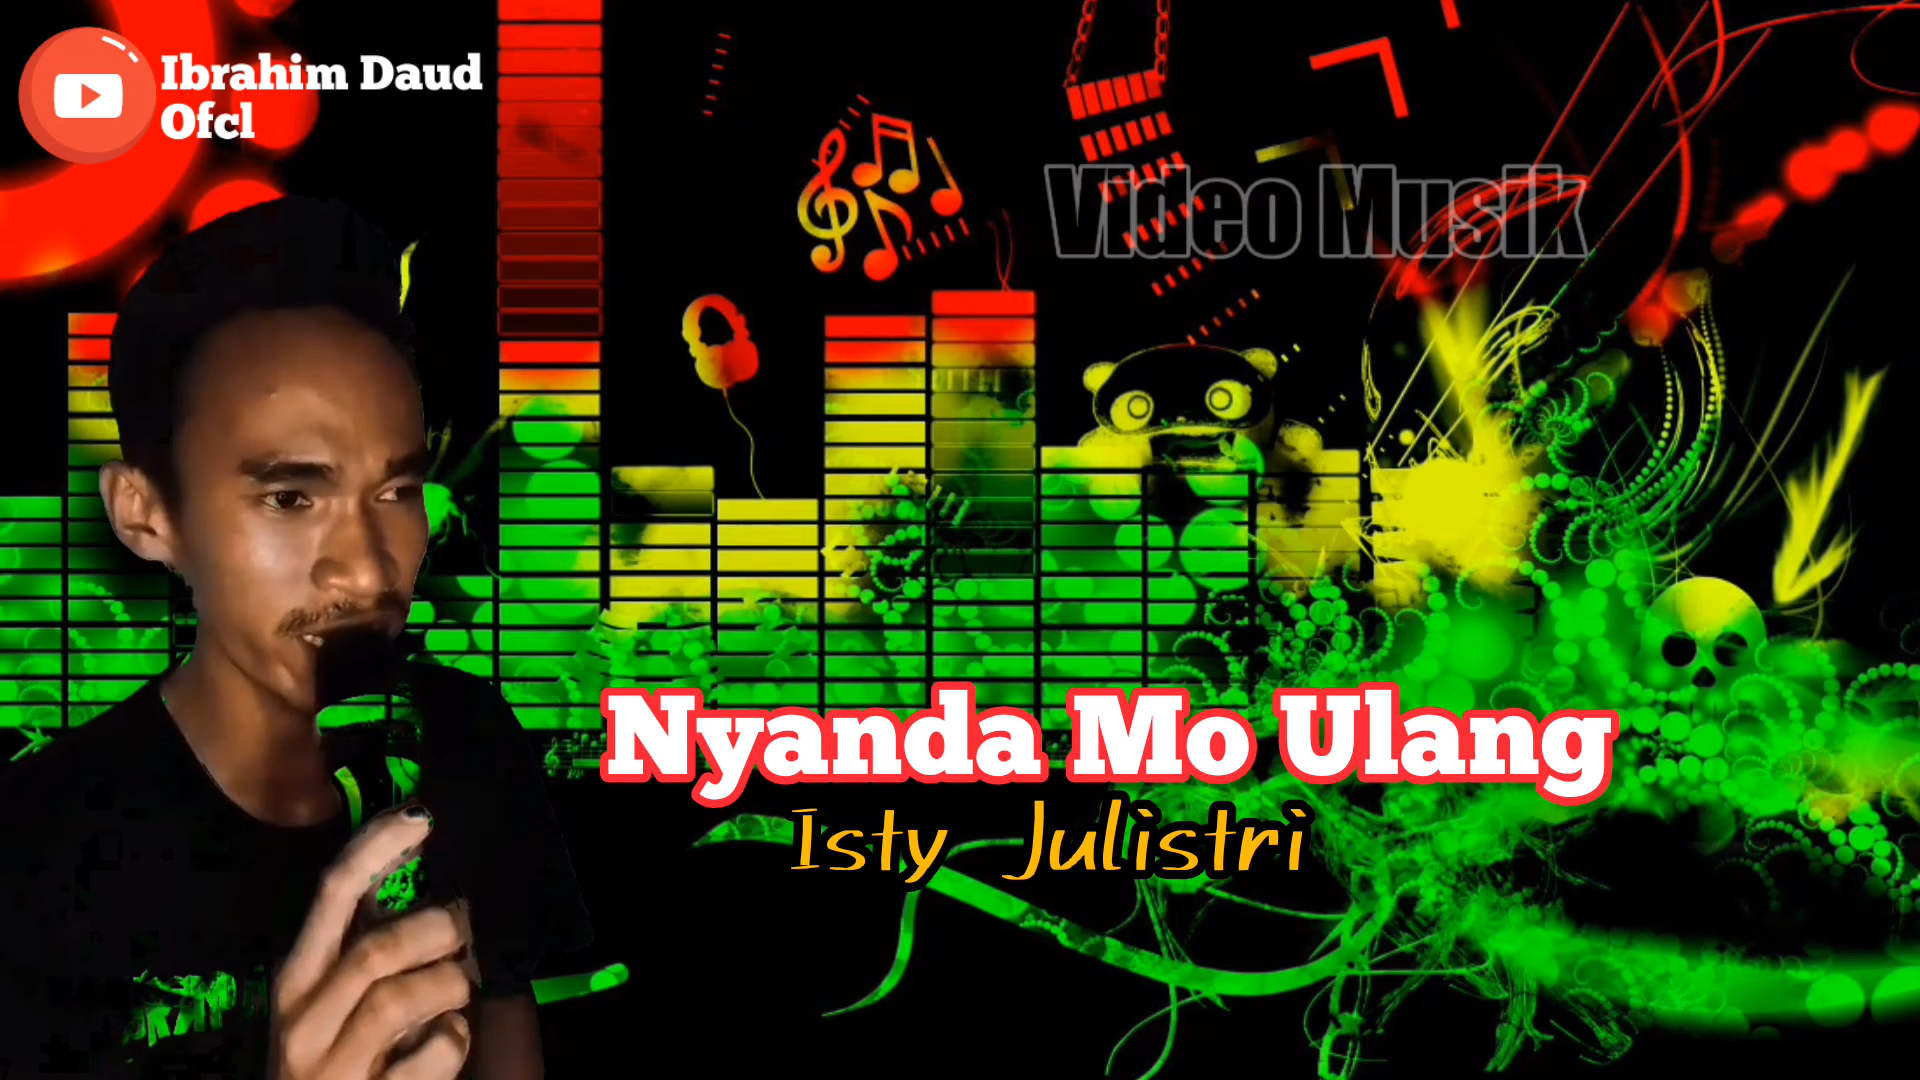 Ibrahim Daud
Ofcl
Video Musik
Nyanda Mo Ulang
Isty Julistri